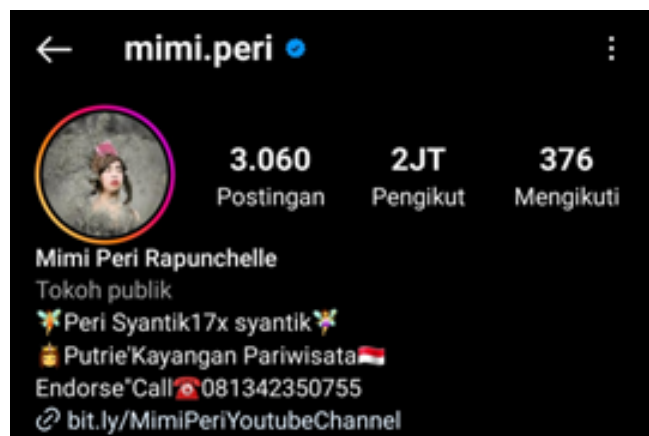 mimi.peri
3.060 2JT 376
Postingan Pengikut Mengikuti
Mimi Peri Rapunchelle
Tokoh publik
🧚Peri Syantik17x syantik🧚
👸Putrie'Kayangan Pariwisata🇮🇩
Endorse"Call☎️081342350755
bit.ly/MimiPeriYoutubeChannel